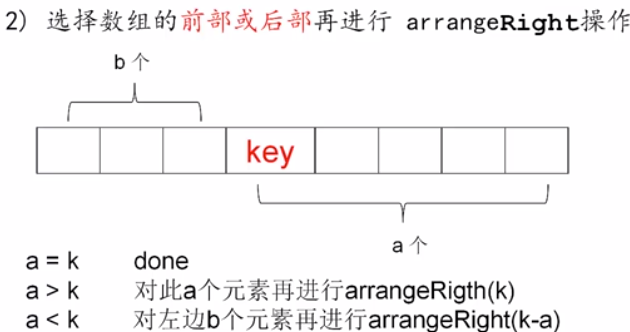 2) 选择数组的前部或后部再进行 arrangeRight操作
b 个
key
a 个
a = k done
a > k 对此a个元素再进行arrangeRigth(k)
a < k 对左边b个元素再进行arrangeRight(k-a)